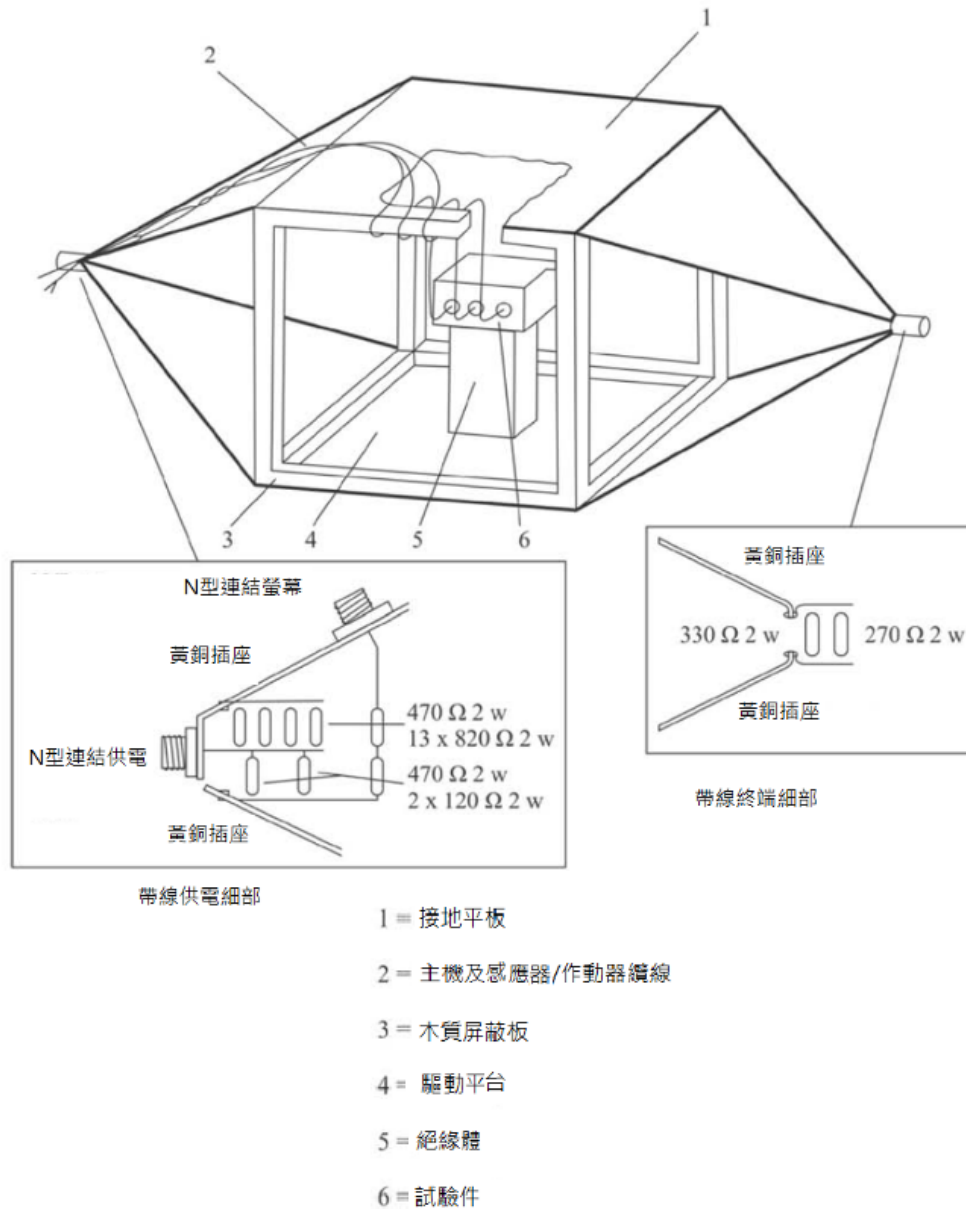 1
2
3
4
5
6
N型連結螢幕
黃銅插座
N型連結供電
470 Ω 2 w
13 x 820 Ω 2 w
470 Ω 2 w
2 x 120 Ω 2 w
黃銅插座
帶線供電細部
黃銅插座
330 Ω 2 w
270 Ω 2 w
黃銅插座
帶線終端細部
1 = 接地平板
2 = 主機及感應器/作動器纜線
3 = 木質屏蔽板
4 = 驅動平台
5 = 絕緣體
6 = 試驗件